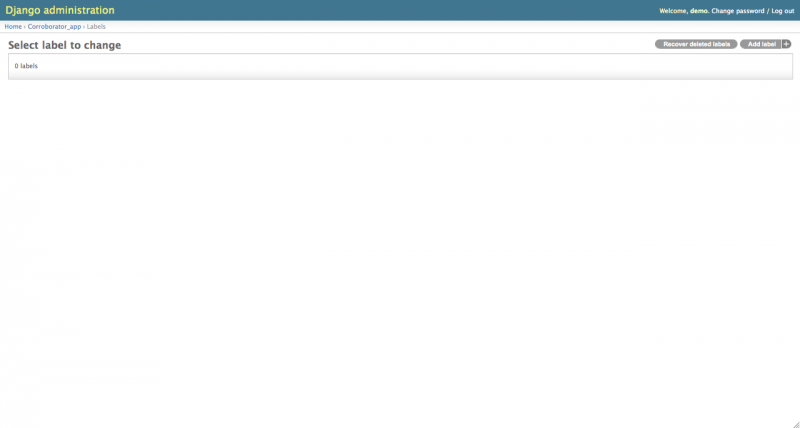 Django administration
Welcome, demo. Change password / Log out
Home › Corroborator_app › Labels
Select label to change
Recover deleted labels
Add label +
0 labels